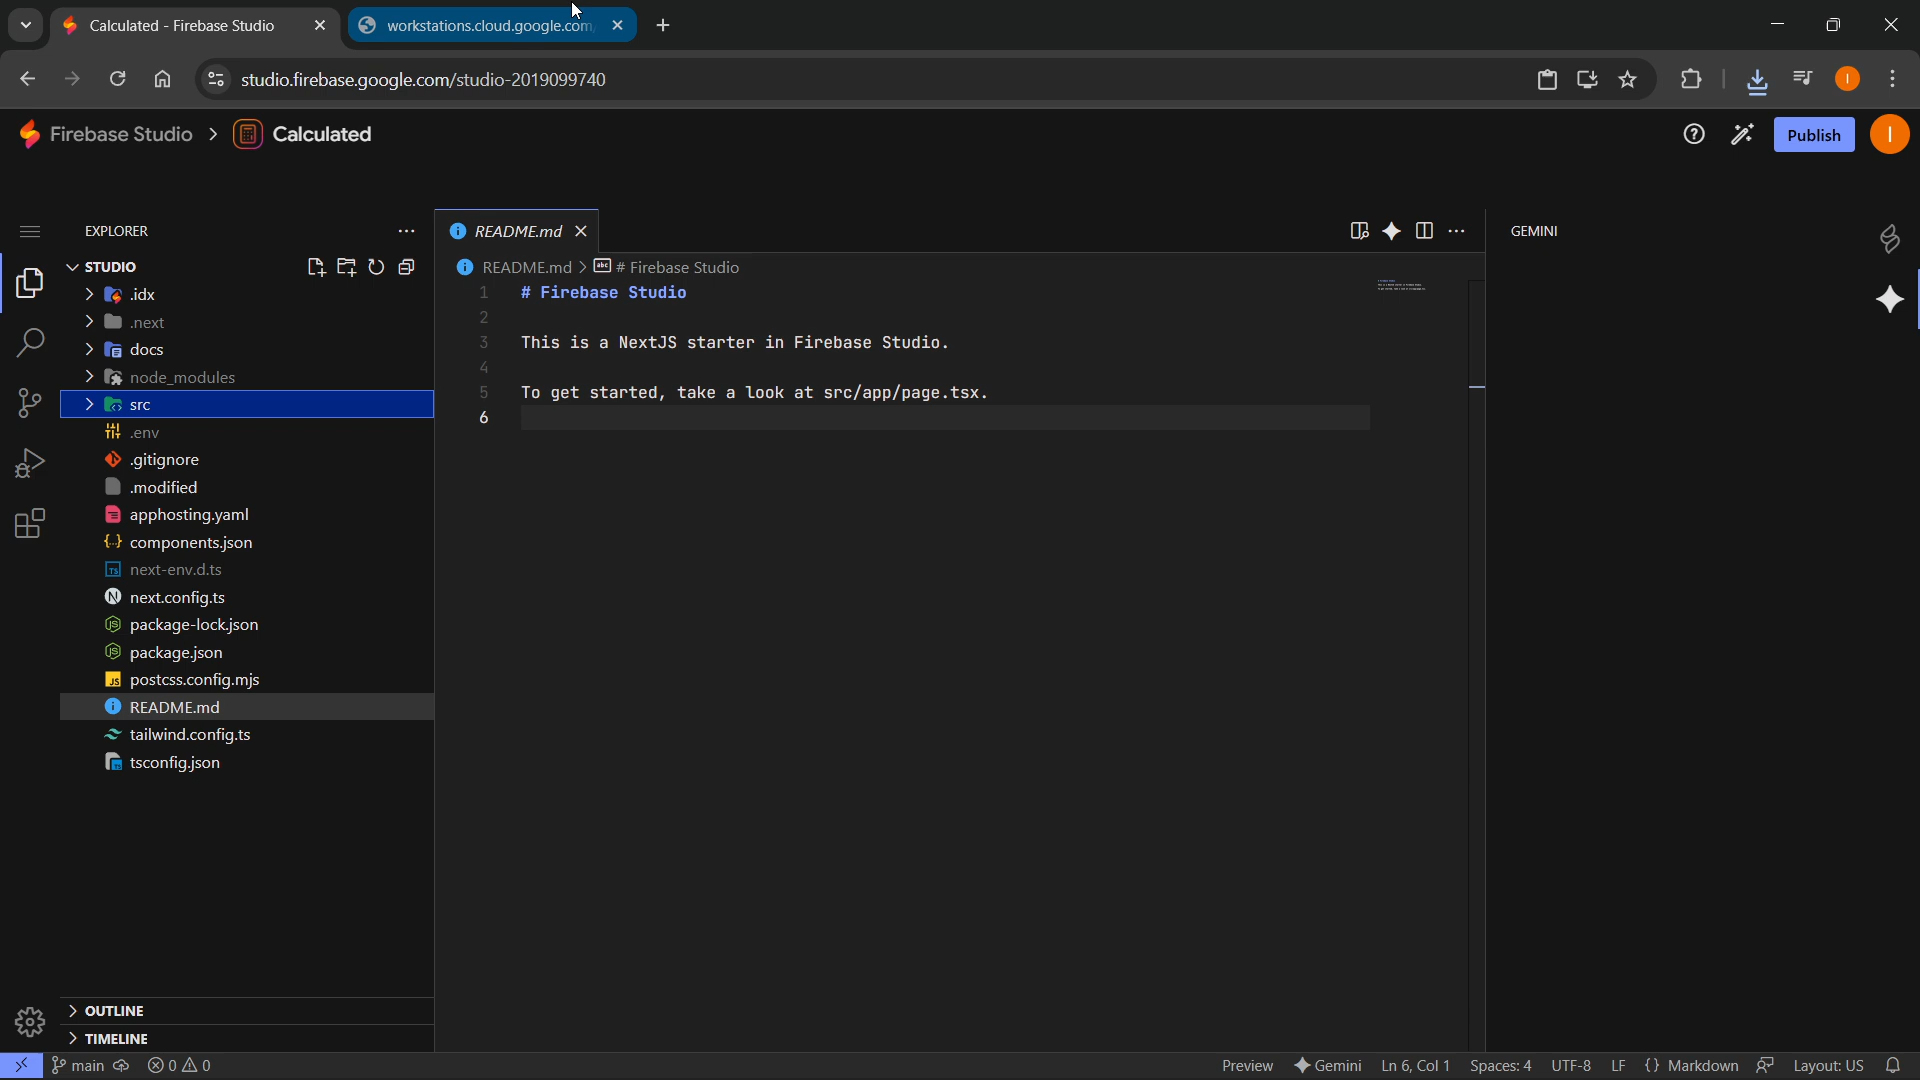 Calculated - Firebase Studio
workstations.cloud.google.com/
studio.firebase.google.com/studio-2019099740
Firebase Studio > Calculated
Publish
I
EXPLORER
README.md
GEMINI
STUDIO
README.md > # Firebase Studio
.idx
.next
docs
node_modules
src
.env
.gitignore
.modified
apphosting.yaml
components.json
next-env.d.ts
next.config.ts
package-lock.json
package.json
postcss.config.mjs
README.md
tailwind.config.ts
tsconfig.json
1 # Firebase Studio
2
3 This is a NextJS starter in Firebase Studio.
4
5 To get started, take a look at src/app/page.tsx.
6
OUTLINE
TIMELINE
main
0
0
Preview
Gemini
Ln 6, Col 1
Spaces: 4
UTF-8
LF
{ } Markdown
Layout: US